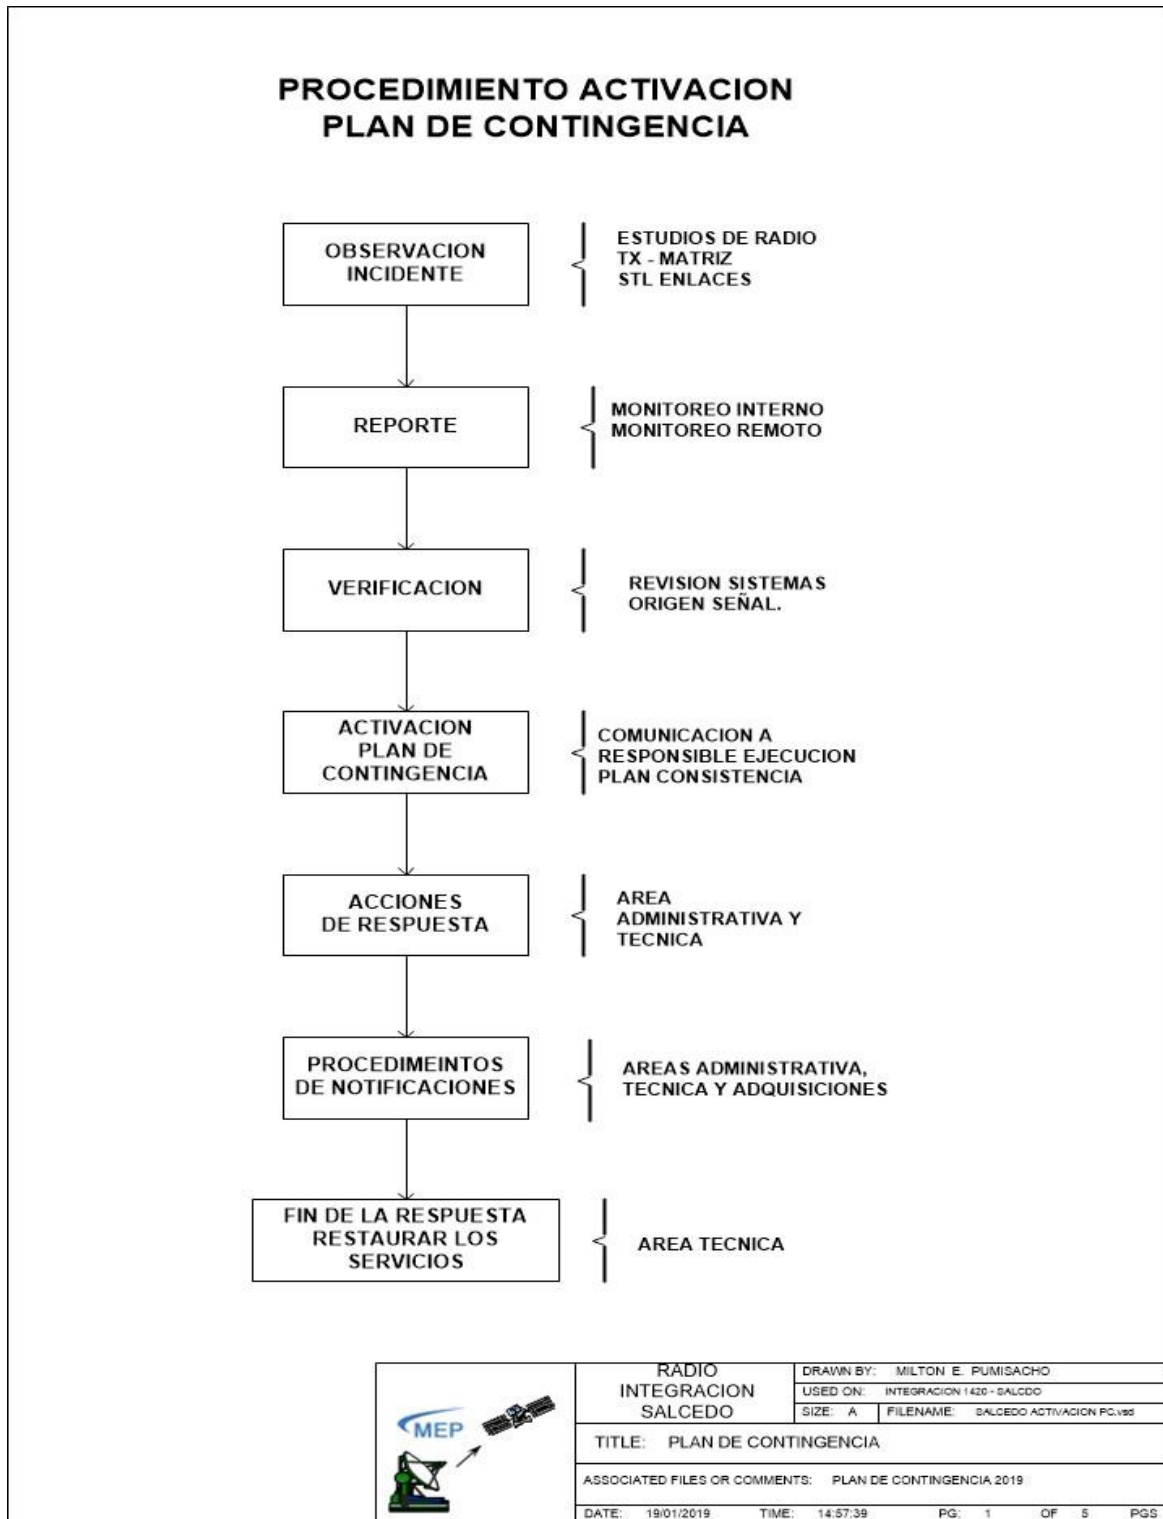 PROCEDIMIENTO ACTIVACION
PLAN DE CONTINGENCIA
OBSERVACION
INCIDENTE
ESTUDIOS DE RADIO
TX - MATRIZ
STL ENLACES
REPORTE
MONITOREO INTERNO
MONITOREO REMOTO
VERIFICACION
REVISION SISTEMAS
ORIGEN SEÑAL.
ACTIVACION
PLAN DE
CONTINGENCIA
COMUNICACION A
RESPONSIBLE EJECUCION
PLAN CONSISTENCIA
ACCIONES
DE RESPUESTA
AREA
ADMINISTRATIVA Y
TECNICA
PROCEDIMEINTOS
DE NOTIFICACIONES
AREAS ADMINISTRATIVA,
TECNICA Y ADQUISICIONES
FIN DE LA RESPUESTA
RESTAURAR LOS
SERVICIOS
AREA TECNICA
MEP
RADIO
INTEGRACION
SALCEDO
DRAWN BY: MILTON E. PUMISACHO
USED ON: INTEGRACION 1420 - SALCDO
SIZE: A FILENAME: SALCEDO ACTIVACION PC.vsd
TITLE: PLAN DE CONTINGENCIA
ASSOCIATED FILES OR COMMENTS: PLAN DE CONTINGENCIA 2019
DATE: 19/01/2019 TIME: 14:57:39 PG: 1 OF 5 PGS